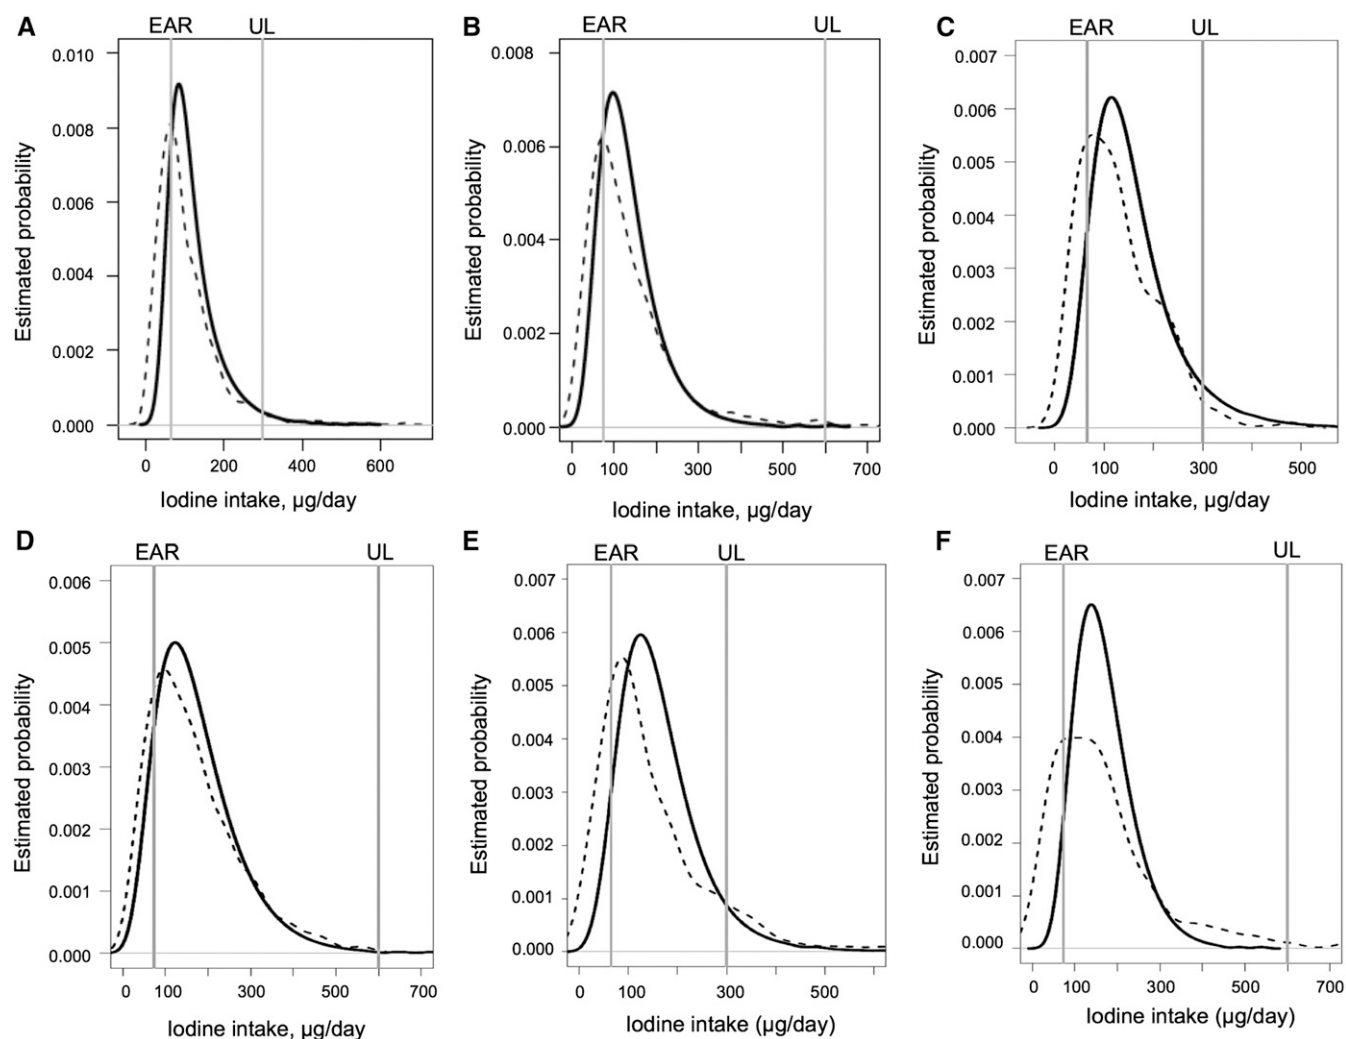 A
EAR UL
0.010
0.008
0.006
0.004
0.002
0.000
Estimated probability
0 200 400 600
Iodine intake, µg/day
B
EAR UL
0.008
0.006
0.004
0.002
0.000
Estimated probability
0 100 300 500 700
Iodine intake, µg/day
C
EAR UL
0.007
0.006
0.005
0.004
0.003
0.002
0.001
0.000
Estimated probability
0 100 300 500
Iodine intake, µg/day
D
EAR UL
0.006
0.005
0.004
0.003
0.002
0.001
0.000
Estimated probability
0 100 300 500 700
Iodine intake, µg/day
E
EAR UL
0.007
0.006
0.005
0.004
0.003
0.002
0.001
0.000
Estimated probability
0 100 300 500
Iodine intake (µg/day)
F
EAR UL
0.007
0.006
0.005
0.004
0.003
0.002
0.001
0.000
Estimated probability
0 100 300 500 700
Iodine intake (µg/day)